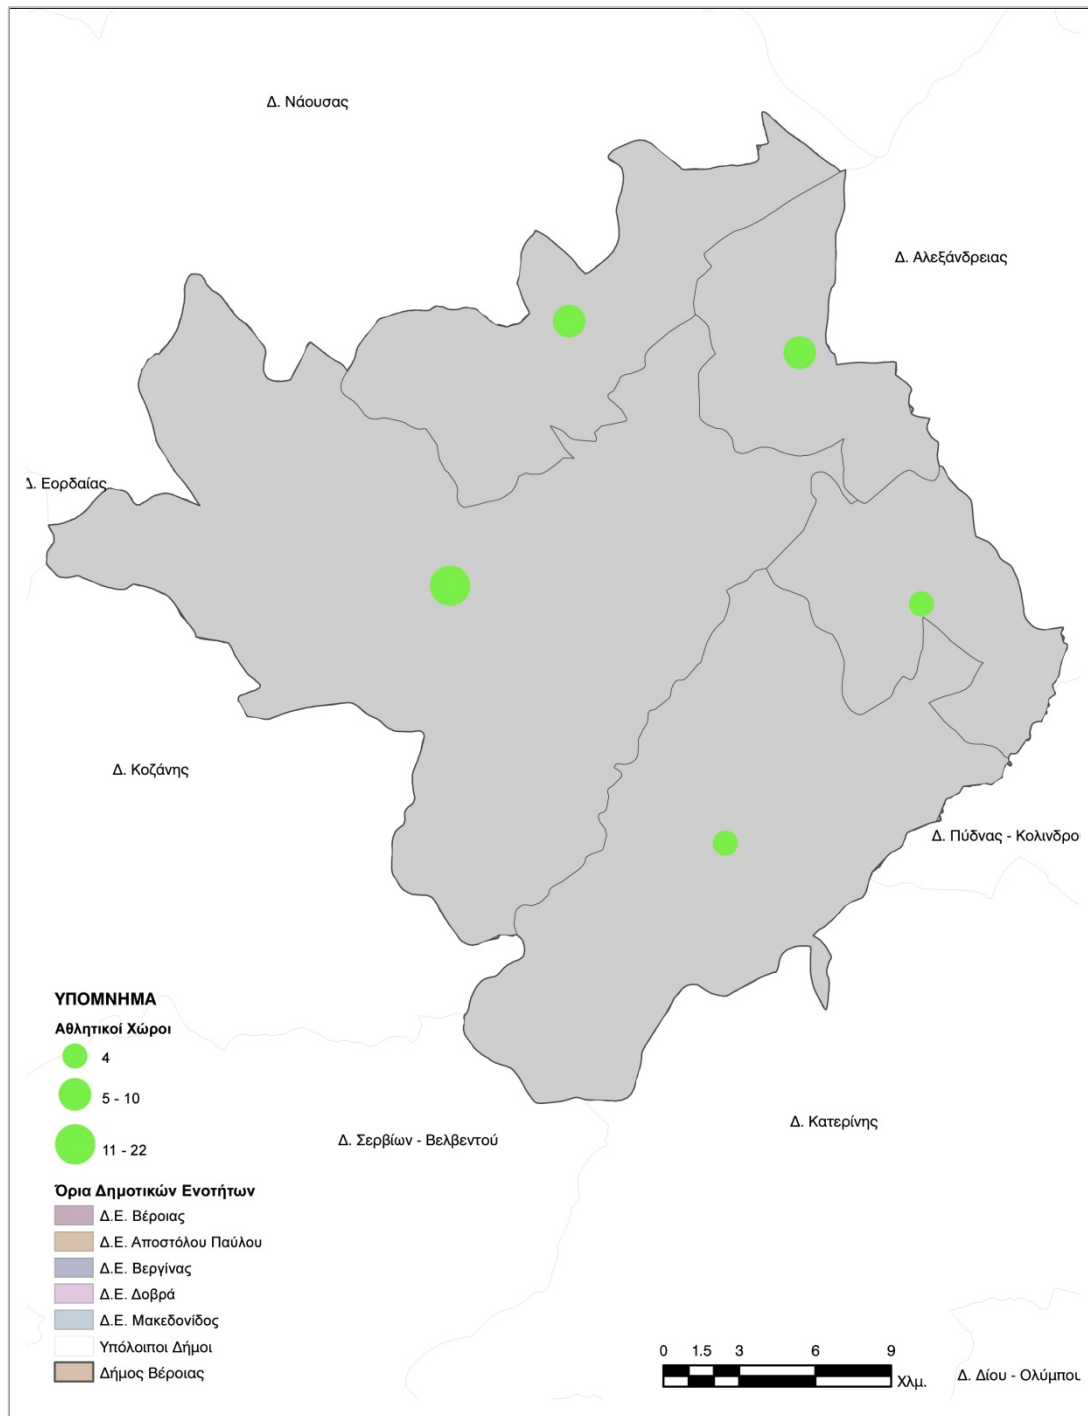 Δ. Νάουσας
Δ. Αλεξάνδρειας
Δ. Εορδαίας
Δ. Κοζάνης
Δ. Πύδνας - Κολινδρο
ΥΠΟΜΝΗΜΑ
Αθλητικοί Χώροι
4
5 - 10
11 - 22
Δ. Κατερίνης
Δ. Σερβίων - Βελβεντού
Όρια Δημοτικών Ενοτήτων
Δ.Ε. Βέροιας
Δ.Ε. Αποστόλου Παύλου
Δ.Ε. Βεργίνας
Δ.Ε. Δοβρά
Δ.Ε. Μακεδονίδος
Υπόλοιποι Δήμοι
Δήμος Βέροιας
0 1.5 3 6 9
Χλμ.
Δ. Δίου - Ολύμπου